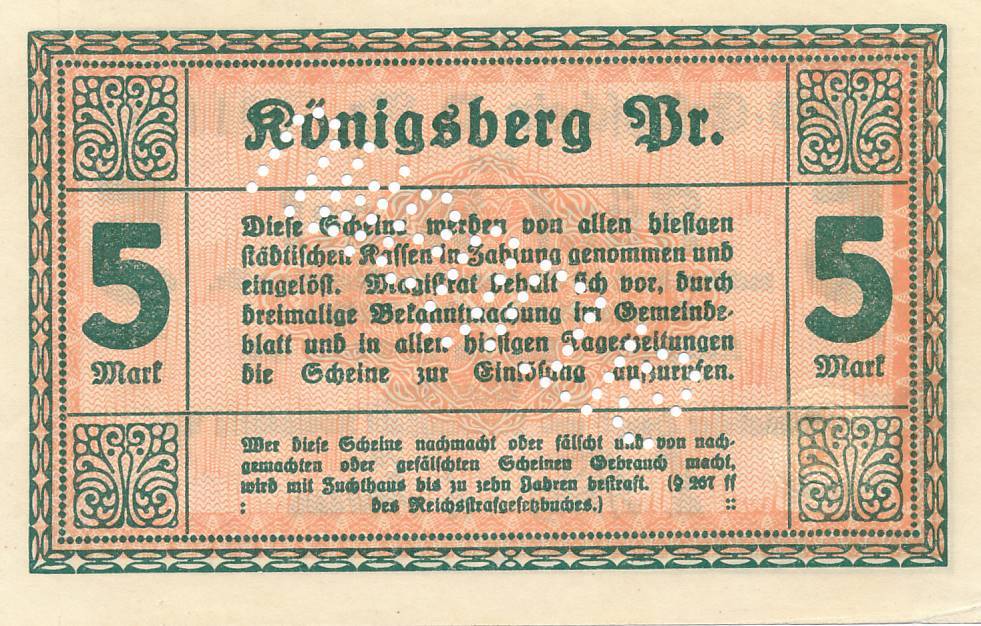 Königsberg Pr.
5
Mark
Diese Scheine werden von allen hiesigen
städtischen Kassen in Zahlung genommen und
eingelöst. Magistrat behält sich vor, durch
dreimalige Bekanntmachung im Gemeinde-
blatt und in allen hiesigen Tageszeitungen
die Scheine zur Einlösung aufzurufen.
5
Mark
Wer diese Scheine nachmacht oder fälscht und von nach-
gemachten oder gefälschten Scheinen Gebrauch macht,
wird mit Zuchthaus bis zu zehn Jahren bestraft. (§ 267 ff
: des Reichsstrafgesetzbuches.) ::